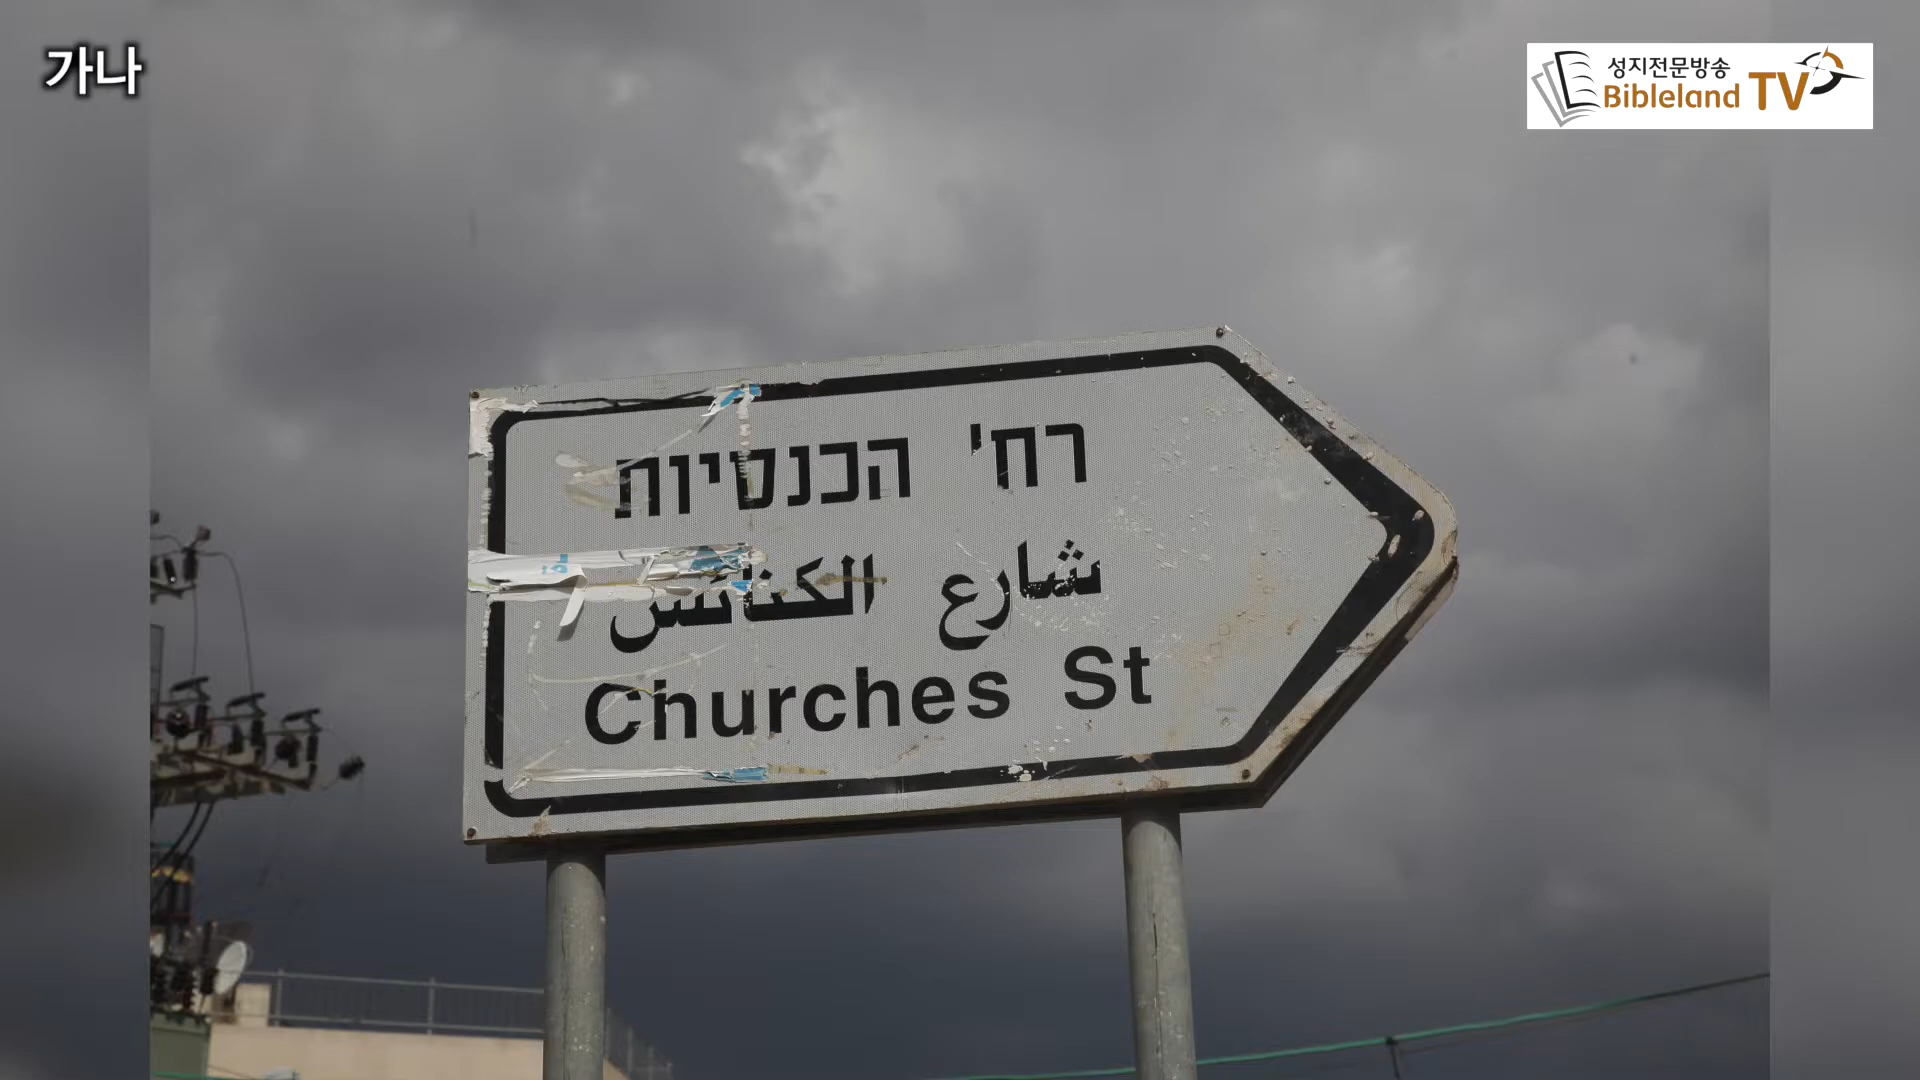 가나
성지전문방송
Bibleland TV
רח' הכנסיות
شارع الكنائس
Churches St